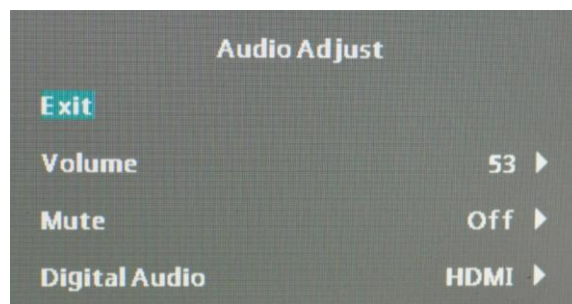 Audio Adjust
Exit
Volume 53
Mute Off
Digital Audio HDMI